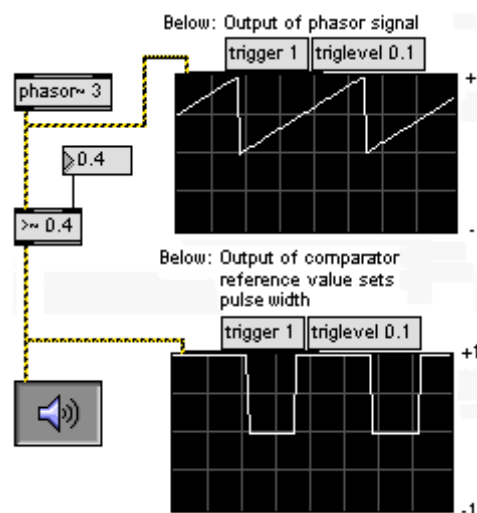 Below: Output of phasor signal
trigger 1 triglevel 0.1
phasor~ 3
+
0.4
>~ 0.4
-
Below: Output of comparator
reference value sets
pulse width
trigger 1 triglevel 0.1
+1
-1